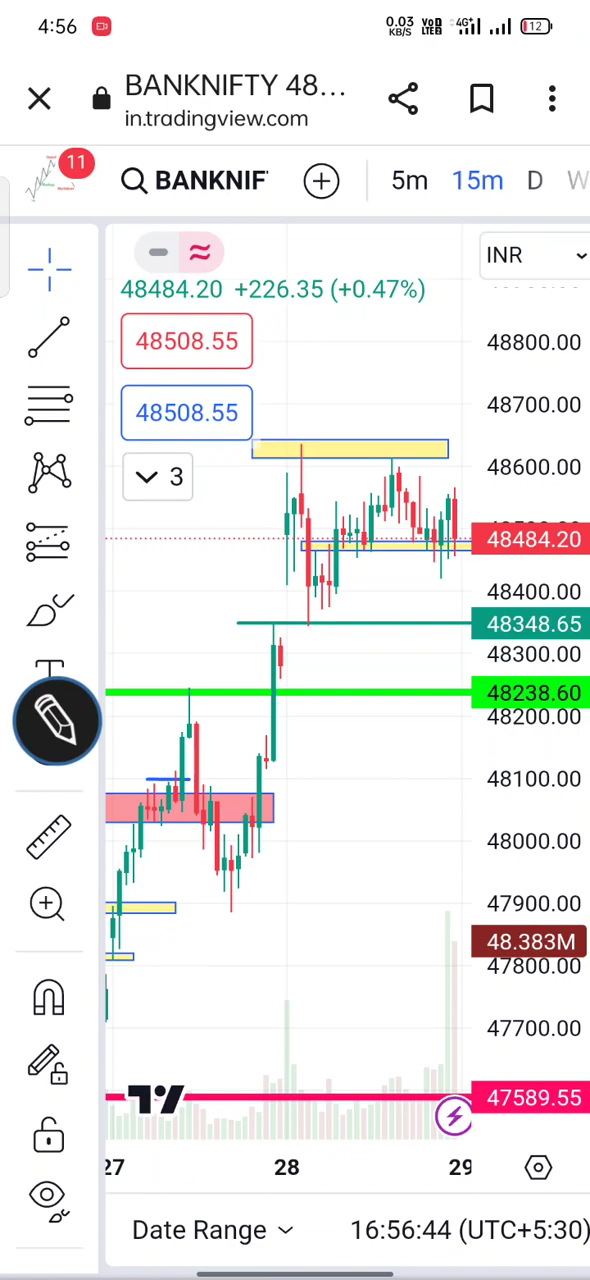 4:56 0.03 KB/S VoD LTE2 4G+ 12
BANKNIFTY 48...
in.tradingview.com
11 BANKNIF 5m 15m D W
INR
48484.20 +226.35 (+0.47%)
48508.55
48800.00
48508.55
48700.00
3
48600.00
48484.20
48400.00
48348.65
48300.00
48238.60
48200.00
48100.00
48000.00
47900.00
48.383M
47800.00
47700.00
47589.55
27 28 29
Date Range 16:56:44 (UTC+5:30)